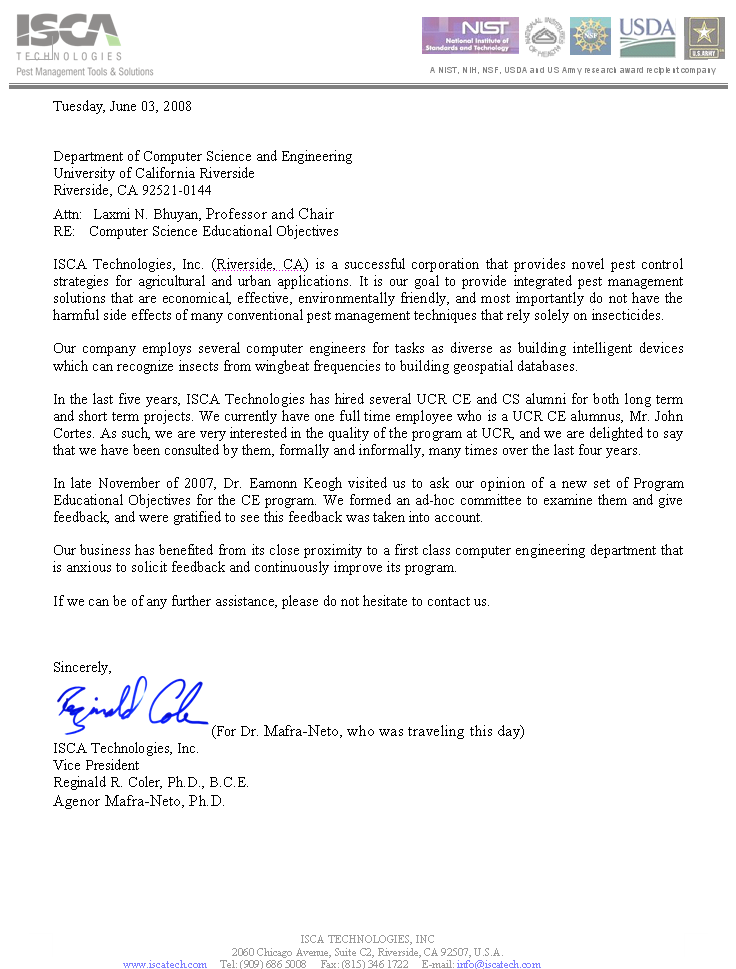 ISCA
TECHNOLOGIES
Pest Management Tools & Solutions
NIST
National Institute of
Standards and Technology
NATIONAL INSTITUTES
OF HEALTH
NSF
USDA
U.S. ARMY
A NIST, NIH, NSF, USDA and US Army research award recipient company
Tuesday, June 03, 2008
Department of Computer Science and Engineering
University of California Riverside
Riverside, CA 92521-0144
Attn: Laxmi N. Bhuyan, Professor and Chair
RE: Computer Science Educational Objectives
ISCA Technologies, Inc. (Riverside, CA) is a successful corporation that provides novel pest control
strategies for agricultural and urban applications. It is our goal to provide integrated pest management
solutions that are economical, effective, environmentally friendly, and most importantly do not have the
harmful side effects of many conventional pest management techniques that rely solely on insecticides.
Our company employs several computer engineers for tasks as diverse as building intelligent devices
which can recognize insects from wingbeat frequencies to building geospatial databases.
In the last five years, ISCA Technologies has hired several UCR CE and CS alumni for both long term
and short term projects. We currently have one full time employee who is a UCR CE alumnus, Mr. John
Cortes. As such, we are very interested in the quality of the program at UCR, and we are delighted to say
that we have been consulted by them, formally and informally, many times over the last four years.
In late November of 2007, Dr. Eamonn Keogh visited us to ask our opinion of a new set of Program
Educational Objectives for the CE program. We formed an ad-hoc committee to examine them and give
feedback, and were gratified to see this feedback was taken into account.
Our business has benefited from its close proximity to a first class computer engineering department that
is anxious to solicit feedback and continuously improve its program.
If we can be of any further assistance, please do not hesitate to contact us.
Sincerely,
Reginald Coler
(For Dr. Mafra-Neto, who was traveling this day)
ISCA Technologies, Inc.
Vice President
Reginald R. Coler, Ph.D., B.C.E.
Agenor Mafra-Neto, Ph.D.
ISCA TECHNOLOGIES, INC
2060 Chicago Avenue, Suite C2, Riverside, CA 92507, U.S.A.
www.iscatech.com Tel: (909) 686 5008 Fax: (815) 346 1722 E-mail: info@iscatech.com